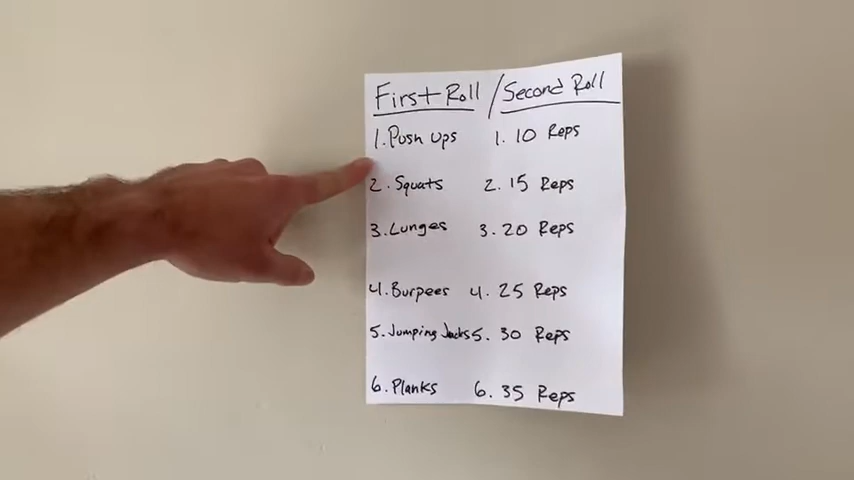 First Roll / Second Roll
1. Push Ups 1. 10 Reps
2. Squats 2. 15 Reps
3. Lunges 3. 20 Reps
4. Burpees 4. 25 Reps
5. Jumping Jacks 5. 30 Reps
6. Planks 6. 35 Reps